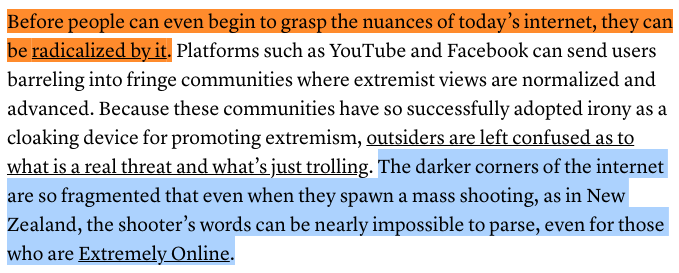 Before people can even begin to grasp the nuances of today’s internet, they can
be radicalized by it. Platforms such as YouTube and Facebook can send users
barreling into fringe communities where extremist views are normalized and
advanced. Because these communities have so successfully adopted irony as a
cloaking device for promoting extremism, outsiders are left confused as to
what is a real threat and what’s just trolling. The darker corners of the internet
are so fragmented that even when they spawn a mass shooting, as in New
Zealand, the shooter’s words can be nearly impossible to parse, even for those
who are Extremely Online.